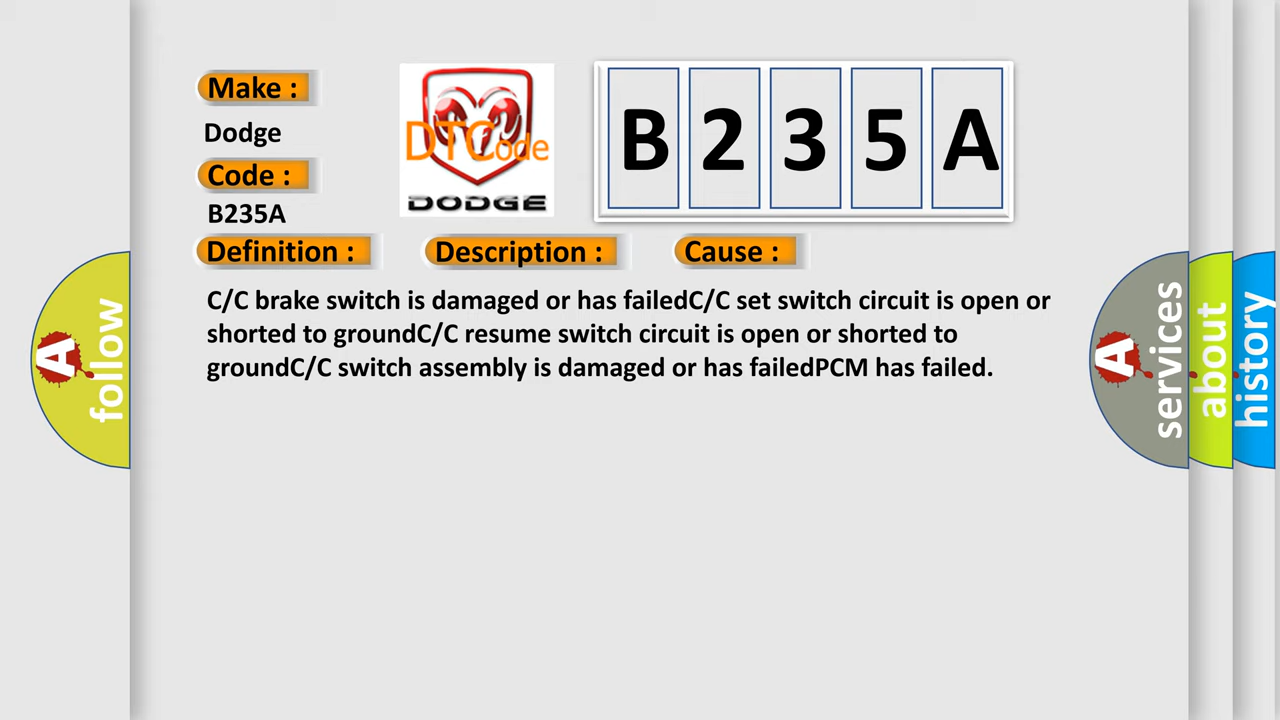 Make :
Dodge
Code :
B235A
DTCode
DODGE
B 2 3 5 A
Definition :
Description :
Cause :
C/C brake switch is damaged or has failedC/C set switch circuit is open or
shorted to groundC/C resume switch circuit is open or shorted to
groundC/C switch assembly is damaged or has failedPCM has failed.
A follow
A services
about
history